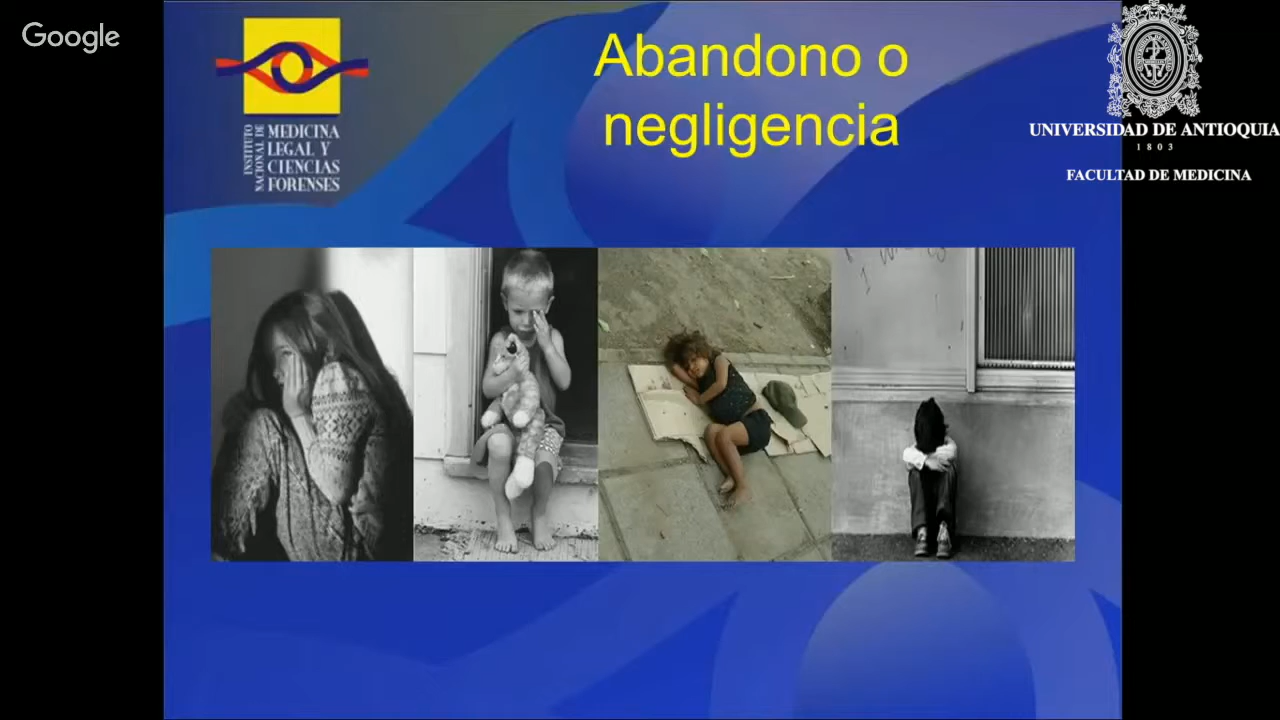 Google
INSTITUTO
NACIONAL DE
MEDICINA
LEGAL Y
CIENCIAS
FORENSES
Abandono o
negligencia
UNIVERSIDAD DE ANTIOQUIA
1803
FACULTAD DE MEDICINA